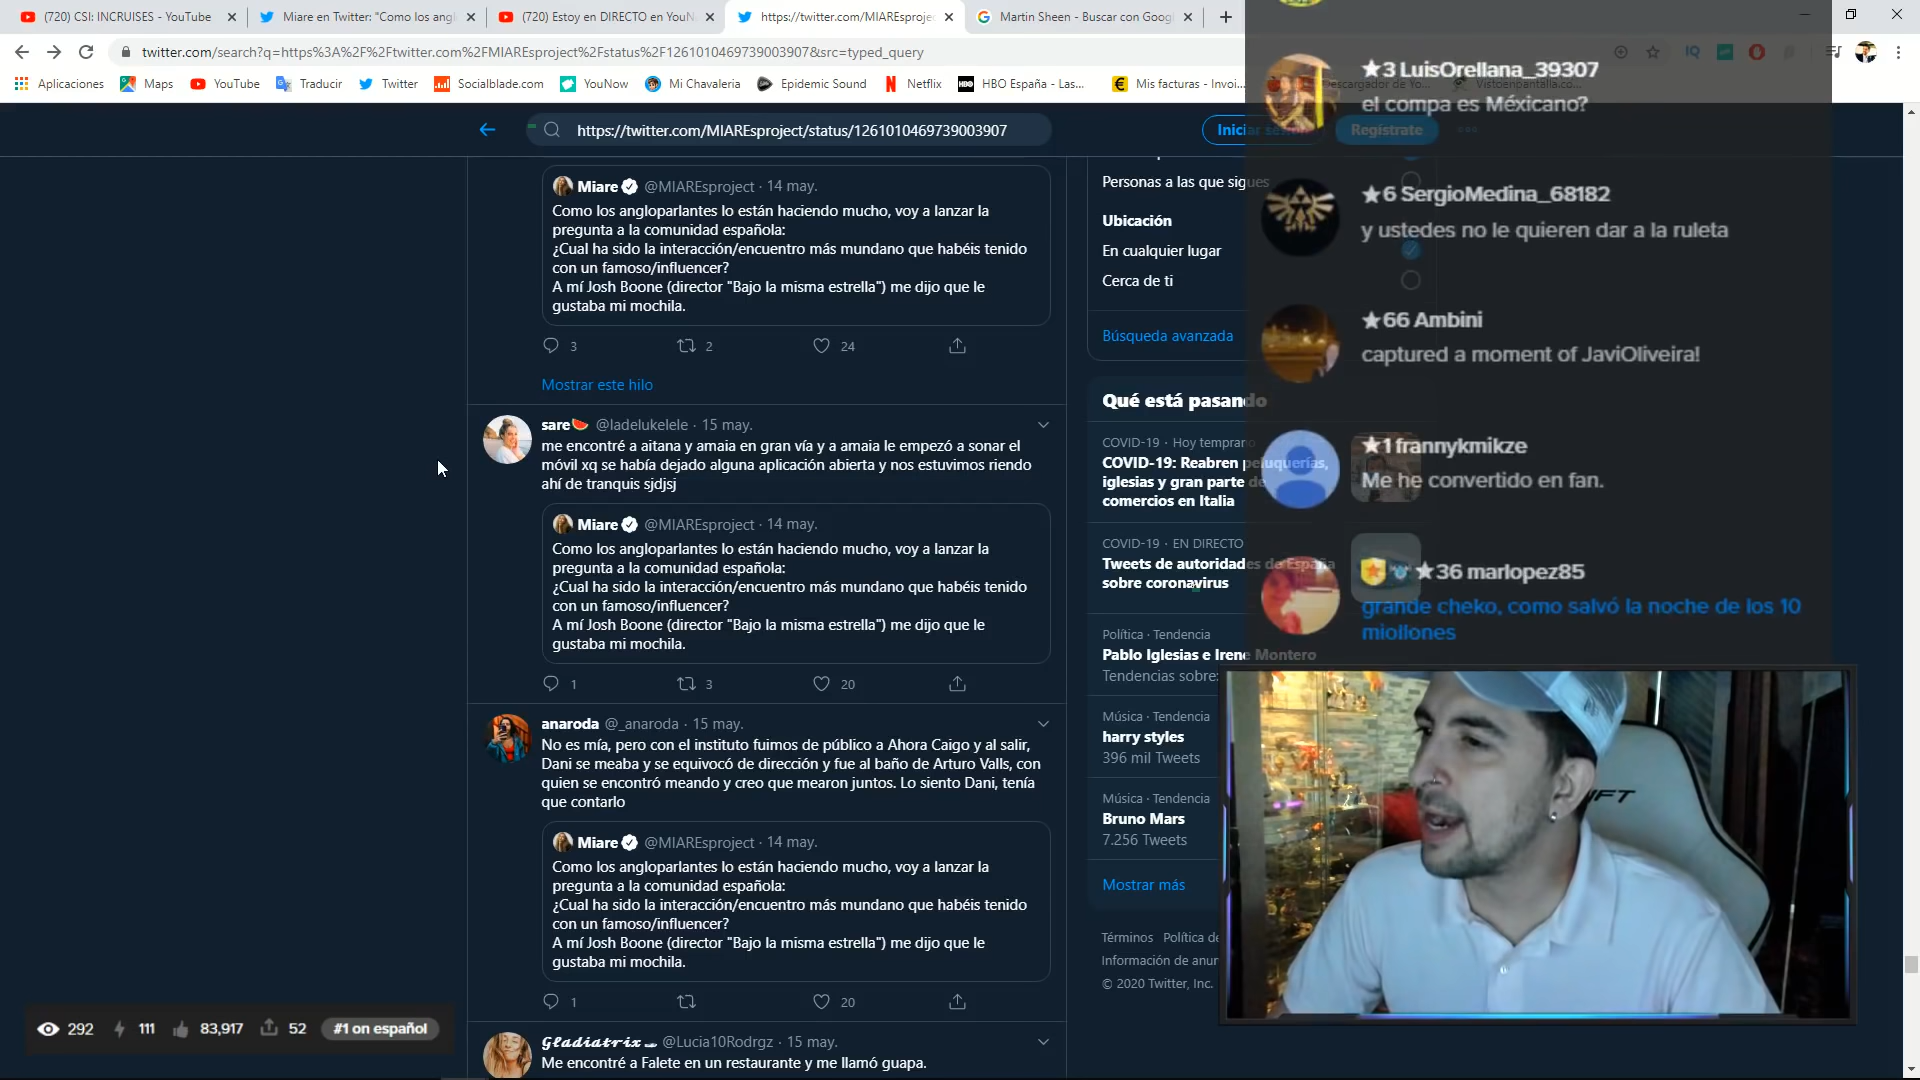 (720) CSI: INCRUISES - YouTube
Miare en Twitter: "Como los angl
(720) Estoy en DIRECTO en YouN
https://twitter.com/MIAREsproje
Martin Sheen - Buscar con Goog
twitter.com/search?q=https%3A%2F%2Ftwitter.com%2FMIAREsproject%2Fstatus%2F1261010469739003907&src=typed_query
Aplicaciones
Maps
YouTube
Traducir
Twitter
Socialblade.com
YouNow
Mi Chavaleria
Epidemic Sound
Netflix
HBO España - Las...
Mis facturas - Invoi...
https://twitter.com/MIAREsproject/status/1261010469739003907
Regístrate
Miare @MIAREsproject · 14 may.
Como los angloparlantes lo están haciendo mucho, voy a lanzar la
pregunta a la comunidad española:
¿Cual ha sido la interacción/encuentro más mundano que habéis tenido
con un famoso/influencer?
A mí Josh Boone (director "Bajo la misma estrella") me dijo que le
gustaba mi mochila.
3 2 24
Mostrar este hilo
sare @ladelukelele · 15 may.
me encontré a aitana y amaia en gran vía y a amaia le empezó a sonar el
móvil xq se había dejado alguna aplicación abierta y nos estuvimos riendo
ahí de tranquis sjdjsj
Miare @MIAREsproject · 14 may.
Como los angloparlantes lo están haciendo mucho, voy a lanzar la
pregunta a la comunidad española:
¿Cual ha sido la interacción/encuentro más mundano que habéis tenido
con un famoso/influencer?
A mí Josh Boone (director "Bajo la misma estrella") me dijo que le
gustaba mi mochila.
1 3 20
anaroda @_anaroda · 15 may.
No es mía, pero con el instituto fuimos de público a Ahora Caigo y al salir,
Dani se meaba y se equivocó de dirección y fue al baño de Arturo Valls, con
quien se encontró meando y creo que mearon juntos. Lo siento Dani, tenía
que contarlo
Miare @MIAREsproject · 14 may.
Como los angloparlantes lo están haciendo mucho, voy a lanzar la
pregunta a la comunidad española:
¿Cual ha sido la interacción/encuentro más mundano que habéis tenido
con un famoso/influencer?
A mí Josh Boone (director "Bajo la misma estrella") me dijo que le
gustaba mi mochila.
1 20
Gladiatrix @Lucia10Rodrgz · 15 may.
Me encontré a Falete en un restaurante y me llamó guapa.
Personas a las que sigues
Ubicación
En cualquier lugar
Cerca de ti
Búsqueda avanzada
Qué está pasando
COVID-19 · Hoy temprano
COVID-19: Reabren peluquerías,
iglesias y gran parte de
comercios en Italia
COVID-19 · EN DIRECTO
Tweets de autoridades de España
sobre coronavirus
Política · Tendencia
Pablo Iglesias e Irene Montero
Tendencias sobre:
Música · Tendencia
harry styles
396 mil Tweets
Música · Tendencia
Bruno Mars
7.256 Tweets
Mostrar más
Términos Política de
Información de anun
© 2020 Twitter, Inc.
★3 LuisOrellana_39307
el compa es Méxicano?
★6 SergioMedina_68182
y ustedes no le quieren dar a la ruleta
★66 Ambini
captured a moment of JaviOliveira!
★1 frannykmikze
Me he convertido en fan.
★36 marlopez85
grande cheko, como salvó la noche de los 10
miollones
292 111 83,917 52 #1 on español